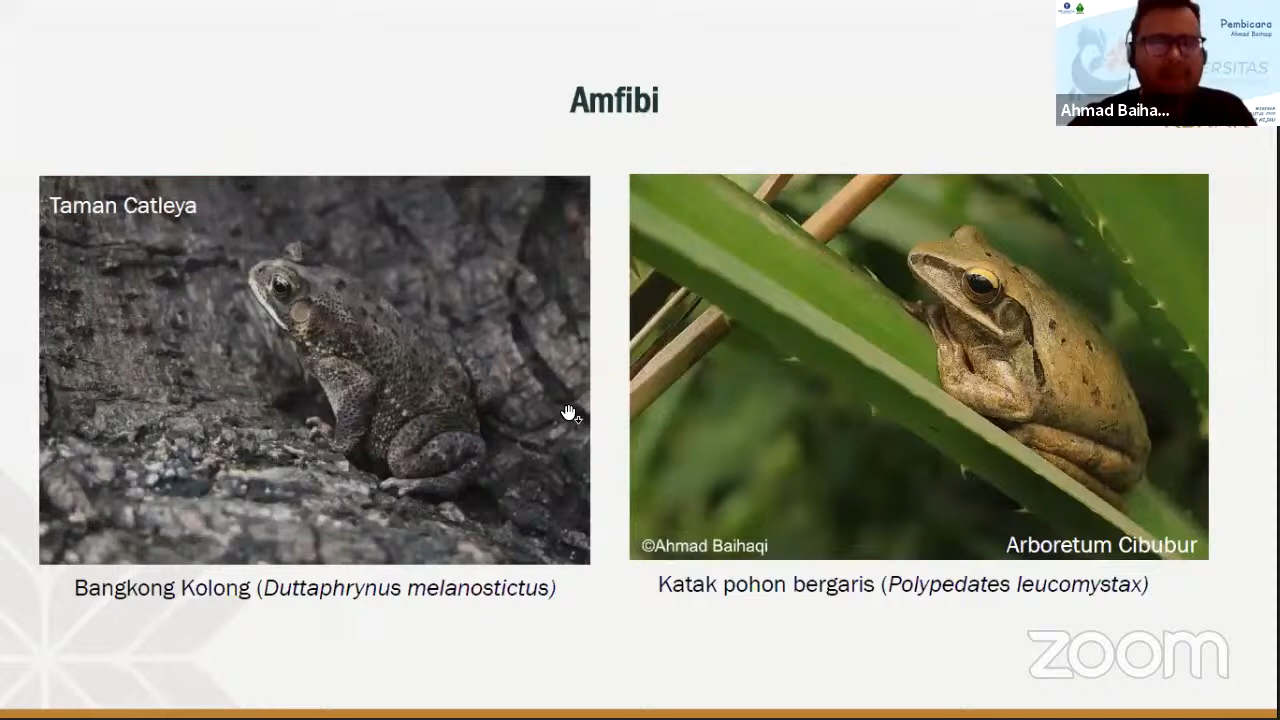 Pembicara
Ahmad Baihaqi
ERSITAS
Ahmad Baiha...
Amfibi
Taman Catleya
©Ahmad Baihaqi
Arboretum Cibubur
Bangkong Kolong (Duttaphrynus melanostictus)
Katak pohon bergaris (Polypedates leucomystax)
zoom